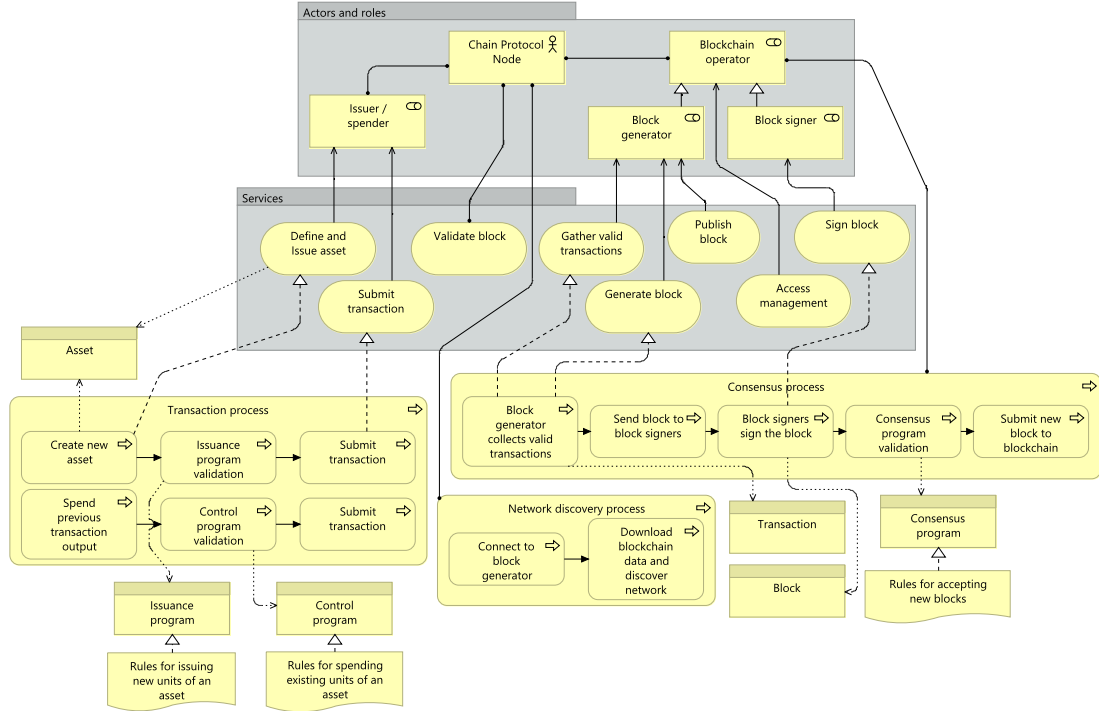 Actors and roles
Chain Protocol
Node
Blockchain
operator
Issuer /
spender
Block
generator
Block signer
Services
Define and
Issue asset
Validate block
Gather valid
transactions
Publish
block
Sign block
Submit
transaction
Generate block
Access
management
Asset
Transaction process
Create new
asset
Issuance
program
validation
Submit
transaction
Spend
previous
transaction
output
Control
program
validation
Submit
transaction
Consensus process
Block
generator
collects valid
transactions
Send block to
block signers
Block signers
sign the block
Consensus
program
validation
Submit new
block to
blockchain
Network discovery process
Connect to
block
generator
Download
blockchain
data and
discover
network
Transaction
Block
Consensus
program
Rules for accepting
new blocks
Issuance
program
Control
program
Rules for issuing
new units of an
asset
Rules for spending
existing units of an
asset